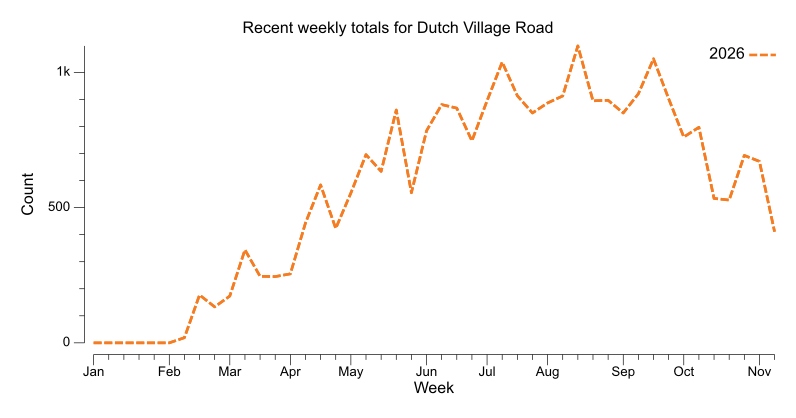 Recent weekly totals for Dutch Village Road
2026
1k
500
0
Count
Jan Feb Mar Apr May Jun Jul Aug Sep Oct Nov
Week